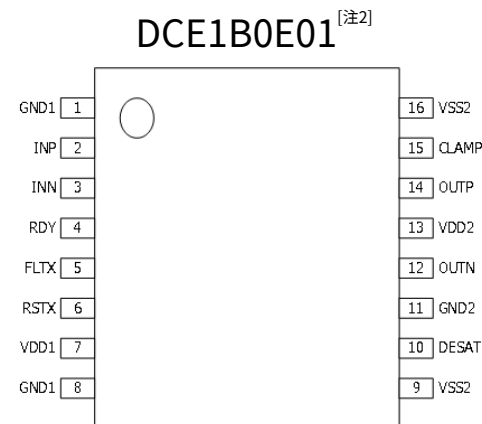 DCE1B0E01[注2]
GND1 1 16 VSS2
INP 2 15 CLAMP
INN 3 14 OUTP
RDY 4 13 VDD2
FLTX 5 12 OUTN
RSTX 6 11 GND2
VDD1 7 10 DESAT
GND1 8 9 VSS2